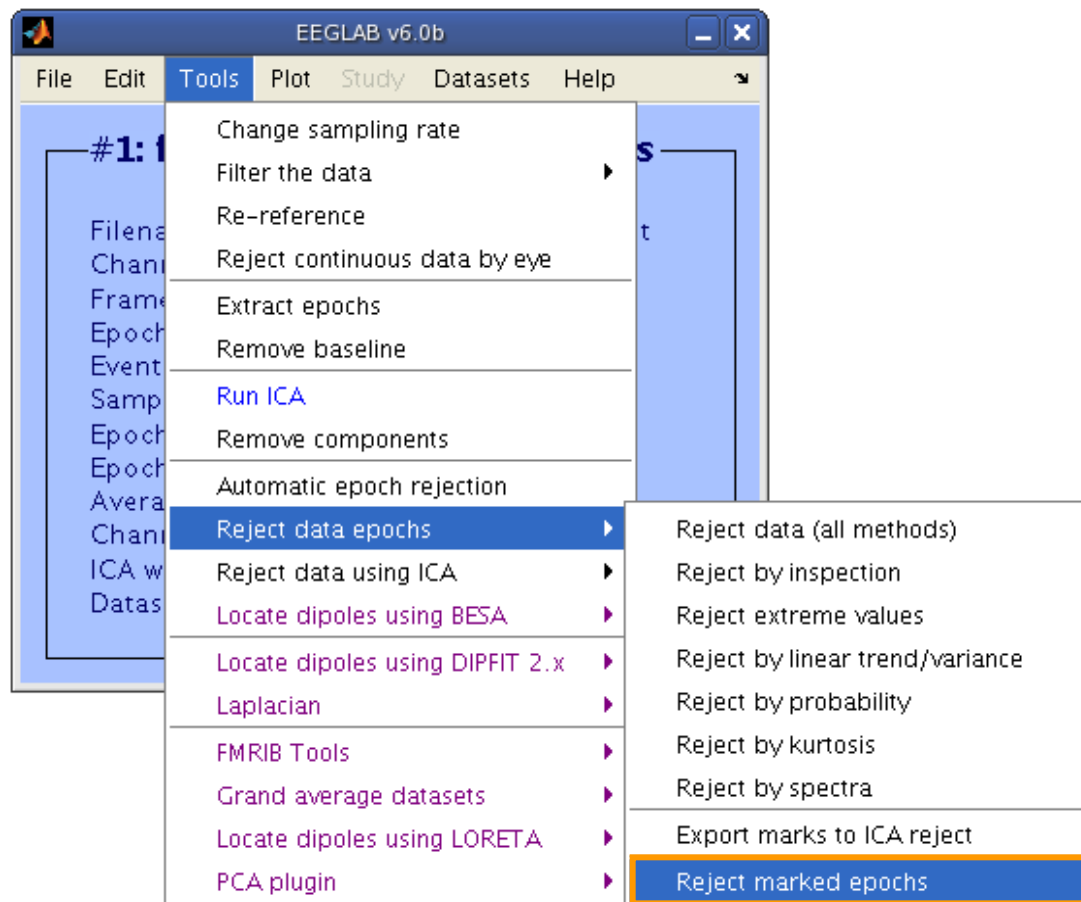 EEGLAB v6.0b
File Edit Tools Plot Study Datasets Help
#1: s
Change sampling rate
Filter the data
Re-reference
Reject continuous data by eye
Extract epochs
Remove baseline
Run ICA
Remove components
Automatic epoch rejection
Reject data epochs
Reject data using ICA
Locate dipoles using BESA
Locate dipoles using DIPFIT 2.x
Laplacian
FMRIB Tools
Grand average datasets
Locate dipoles using LORETA
PCA plugin
Filena t
Chann
Frame
Epoch
Event
Samp
Epoch
Epoch
Avera
Chann
ICA w
Datas
Reject data (all methods)
Reject by inspection
Reject extreme values
Reject by linear trend/variance
Reject by probability
Reject by kurtosis
Reject by spectra
Export marks to ICA reject
Reject marked epochs